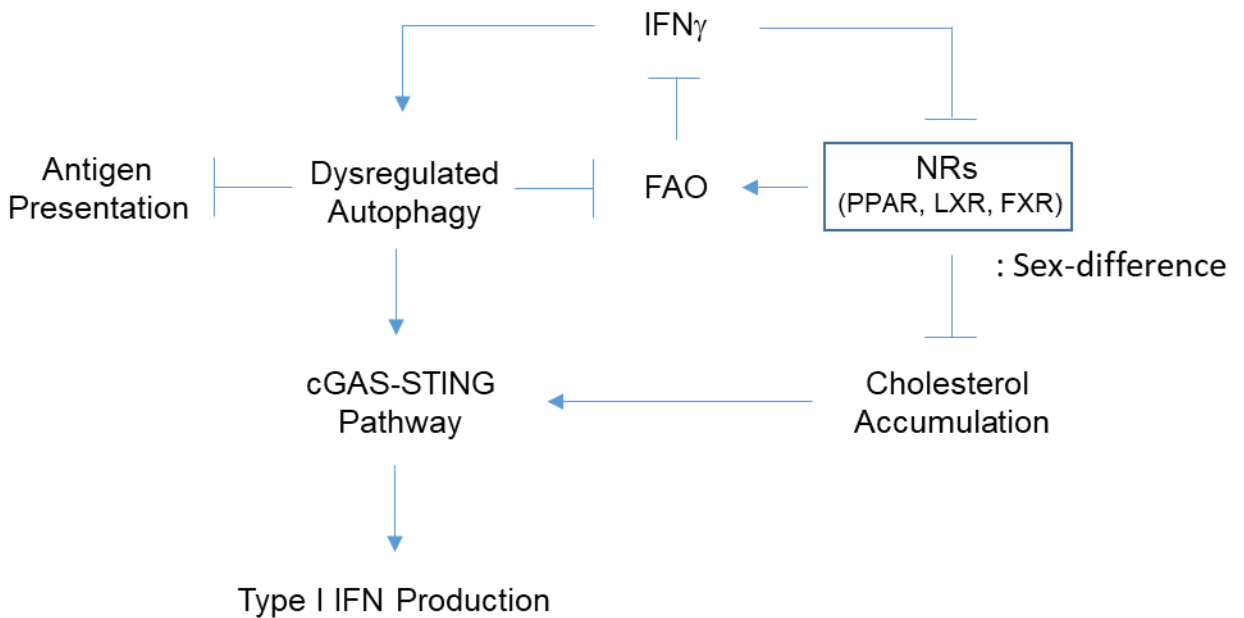 IFNγ
Antigen
Presentation
Dysregulated
Autophagy
FAO
NRs
(PPAR, LXR, FXR)
: Sex-difference
cGAS-STING
Pathway
Cholesterol
Accumulation
Type I IFN Production